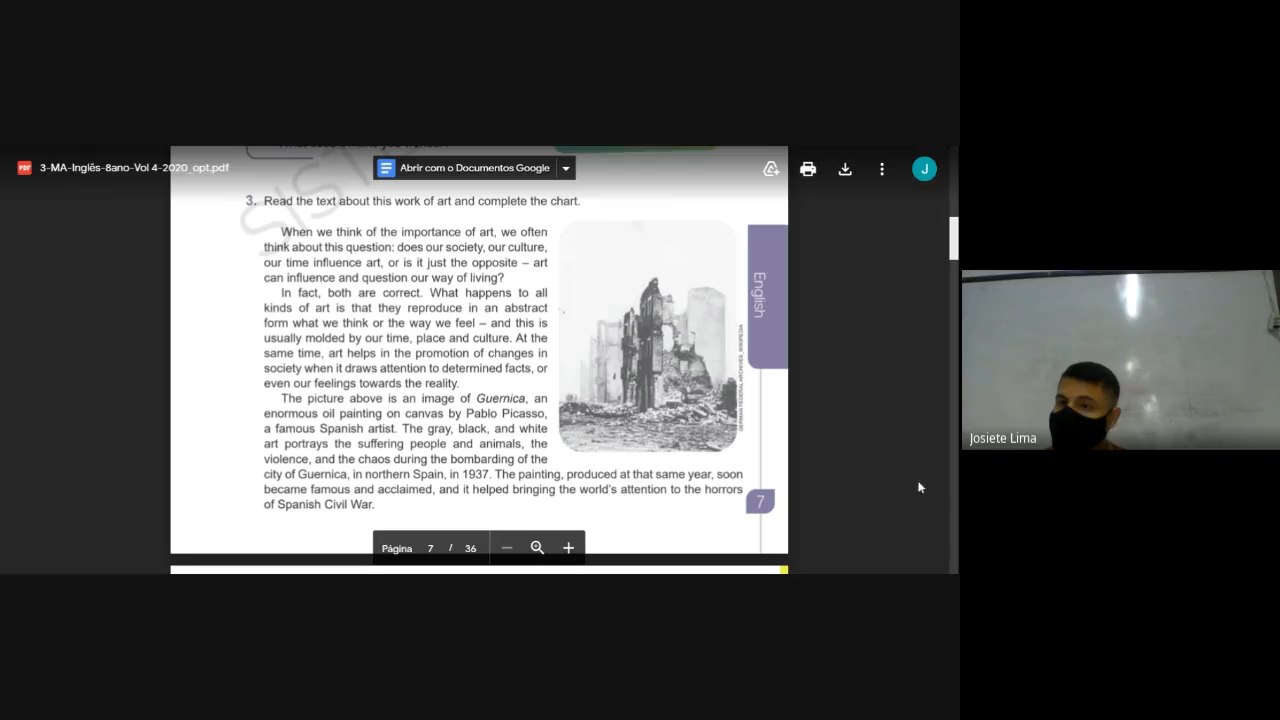 3-MA-Inglês-8ano-Vol 4-2020_opt.pdf
Abrir com o Documentos Google
J
SIST
3. Read the text about this work of art and complete the chart.
When we think of the importance of art, we often
think about this question: does our society, our culture,
our time influence art, or is it just the opposite – art
can influence and question our way of living?
In fact, both are correct. What happens to all
kinds of art is that they reproduce in an abstract
form what we think or the way we feel – and this is
usually molded by our time, place and culture. At the
same time, art helps in the promotion of changes in
society when it draws attention to determined facts, or
even our feelings towards the reality.
The picture above is an image of Guernica, an
enormous oil painting on canvas by Pablo Picasso,
a famous Spanish artist. The gray, black, and white
art portrays the suffering people and animals, the
violence, and the chaos during the bombarding of the
city of Guernica, in northern Spain, in 1937. The painting, produced at that same year, soon
became famous and acclaimed, and it helped bringing the world's attention to the horrors
of Spanish Civil War.
GERMAN FEDERAL ARCHIVES_WIKIPEDIA
English
7
Página 7 / 36
Josiete Lima